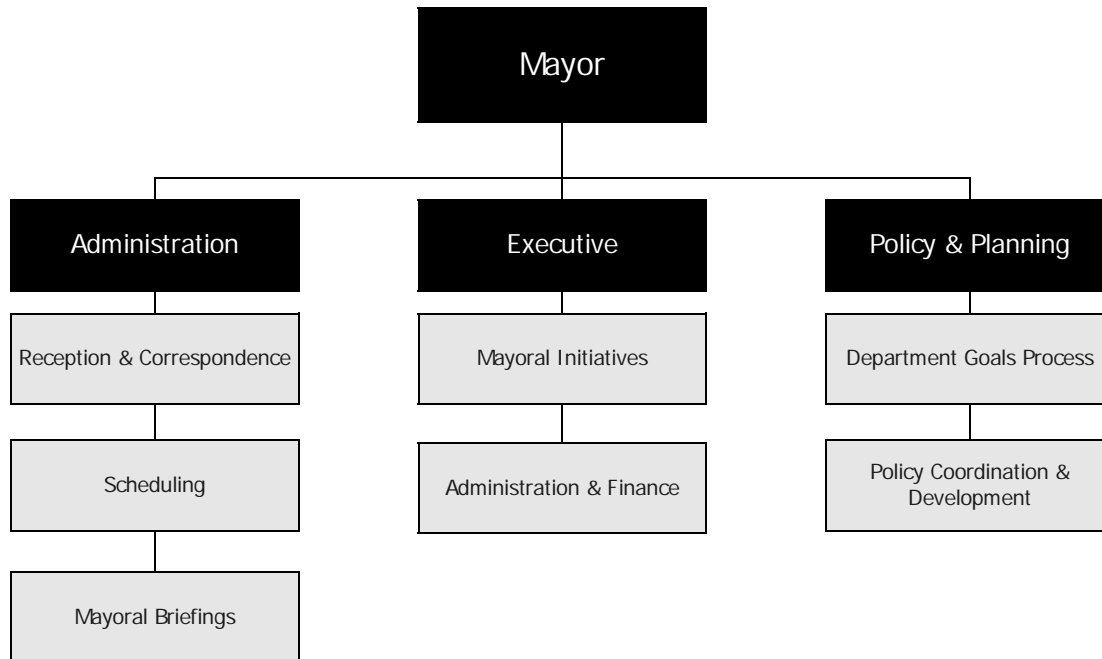 Mayor
Administration
Executive
Policy & Planning
Reception & Correspondence
Mayoral Initiatives
Department Goals Process
Scheduling
Administration & Finance
Policy Coordination &
Development
Mayoral Briefings